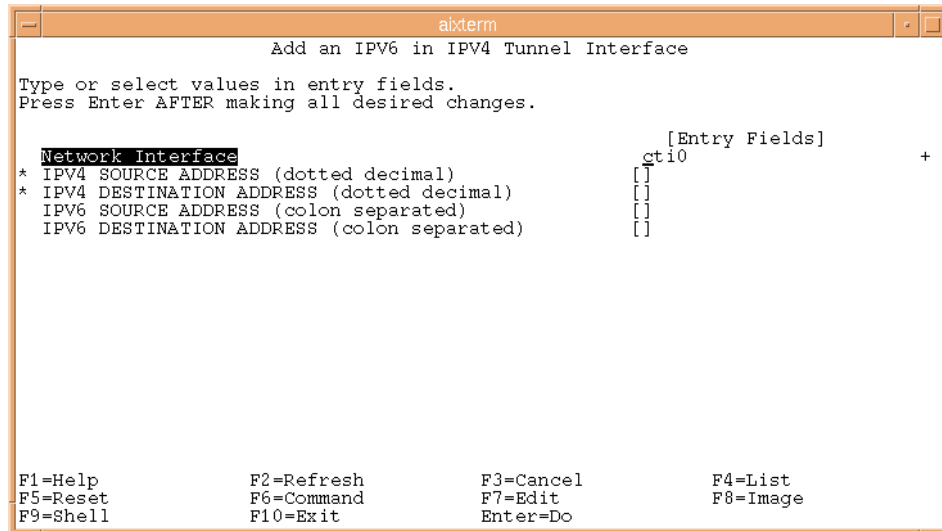 aixterm
Add an IPV6 in IPV4 Tunnel Interface
Type or select values in entry fields.
Press Enter AFTER making all desired changes.
[Entry Fields]
Network Interface cti0 +
* IPV4 SOURCE ADDRESS (dotted decimal) []
* IPV4 DESTINATION ADDRESS (dotted decimal) []
IPV6 SOURCE ADDRESS (colon separated) []
IPV6 DESTINATION ADDRESS (colon separated) []
F1=Help F2=Refresh F3=Cancel F4=List
F5=Reset F6=Command F7=Edit F8=Image
F9=Shell F10=Exit Enter=Do